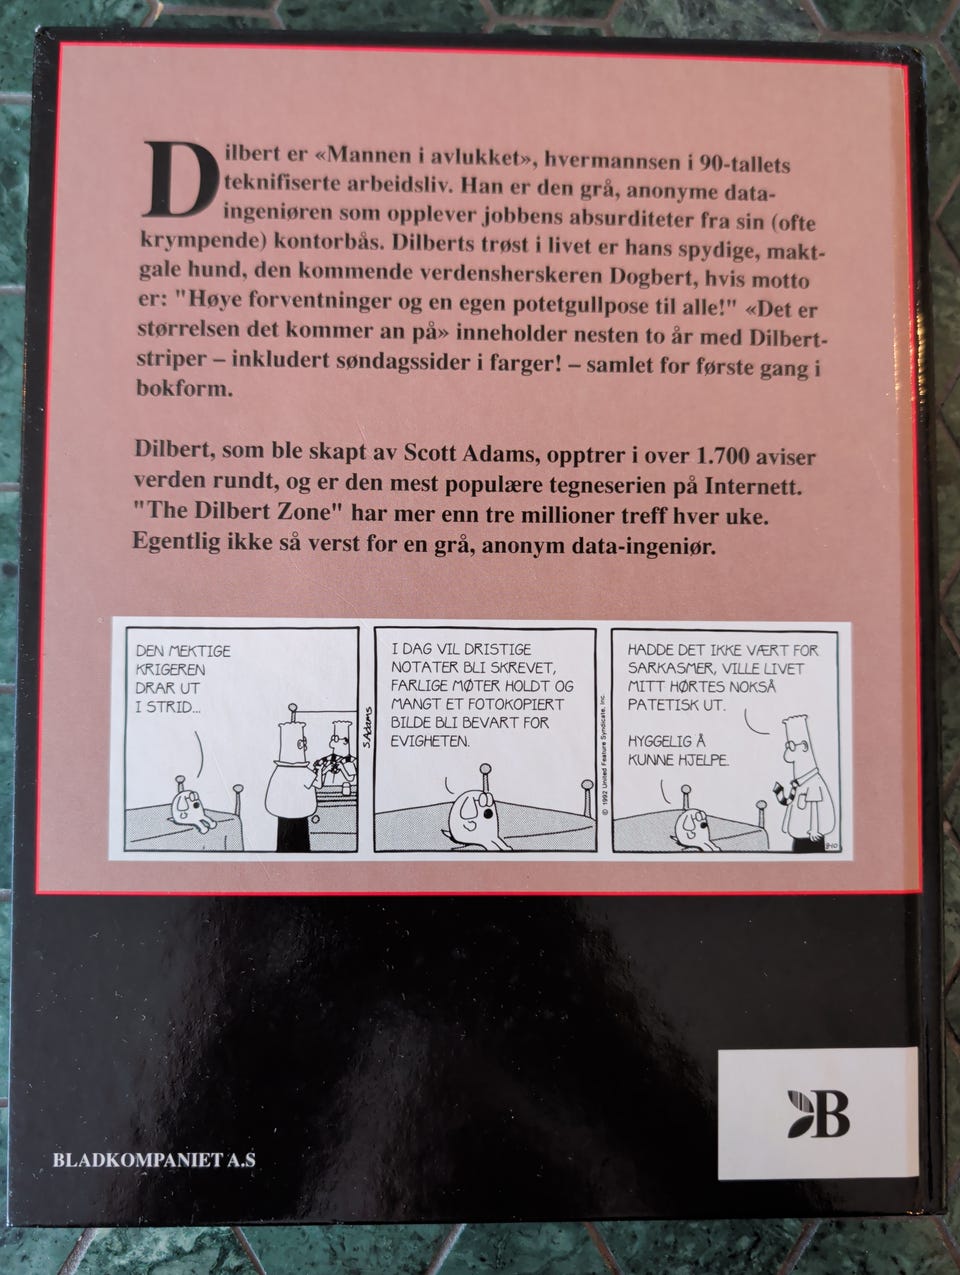 Dilbert er «Mannen i avlukket», hvermannsen i 90-tallets
teknifiserte arbeidsliv. Han er den grå, anonyme data-
ingeniøren som opplever jobbens absurditeter fra sin (ofte
krympende) kontorbås. Dilberts trøst i livet er hans spydige, makt-
gale hund, den kommende verdensherskeren Dogbert, hvis motto
er: "Høye forventninger og en egen potetgullpose til alle!" «Det er
størrelsen det kommer an på» inneholder nesten to år med Dilbert-
striper – inkludert søndagssider i farger! – samlet for første gang i
bokform.
Dilbert, som ble skapt av Scott Adams, opptrer i over 1.700 aviser
verden rundt, og er den mest populære tegneserien på Internett.
"The Dilbert Zone" har mer enn tre millioner treff hver uke.
Egentlig ikke så verst for en grå, anonym data-ingeniør.
DEN MEKTIGE
KRIGEREN
DRAR UT
I STRID...
S.Adams
I DAG VIL DRISTIGE
NOTATER BLI SKREVET,
FARLIGE MØTER HOLDT OG
MANGT ET FOTOKOPIERT
BILDE BLI BEVART FOR
EVIGHETEN.
© 1992 United Feature Syndicate, Inc.
HADDE DET IKKE VÆRT FOR
SARKASMER, VILLE LIVET
MITT HØRTES NOKSÅ
PATETISK UT.
HYGGELIG Å
KUNNE HJELPE.
9-10
BLADKOMPANIET A.S
B